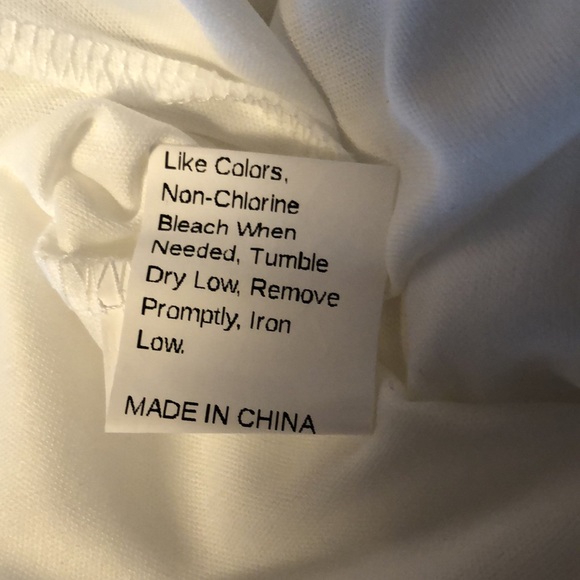 Like Colors,
Non-Chlorine
Bleach When
Needed, Tumble
Dry Low, Remove
Promptly, Iron
Low.
MADE IN CHINA